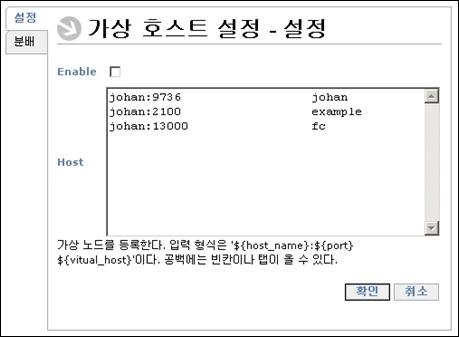 설정
분배
가상 호스트 설정 - 설정
Enable
johan:9736 johan
johan:2100 example
johan:13000 fc
Host
가상 노드를 등록한다. 입력 형식은 '${host_name}:${port}
${vitual_host}'이다. 공백에는 빈칸이나 탭이 올 수 있다.
확인 취소